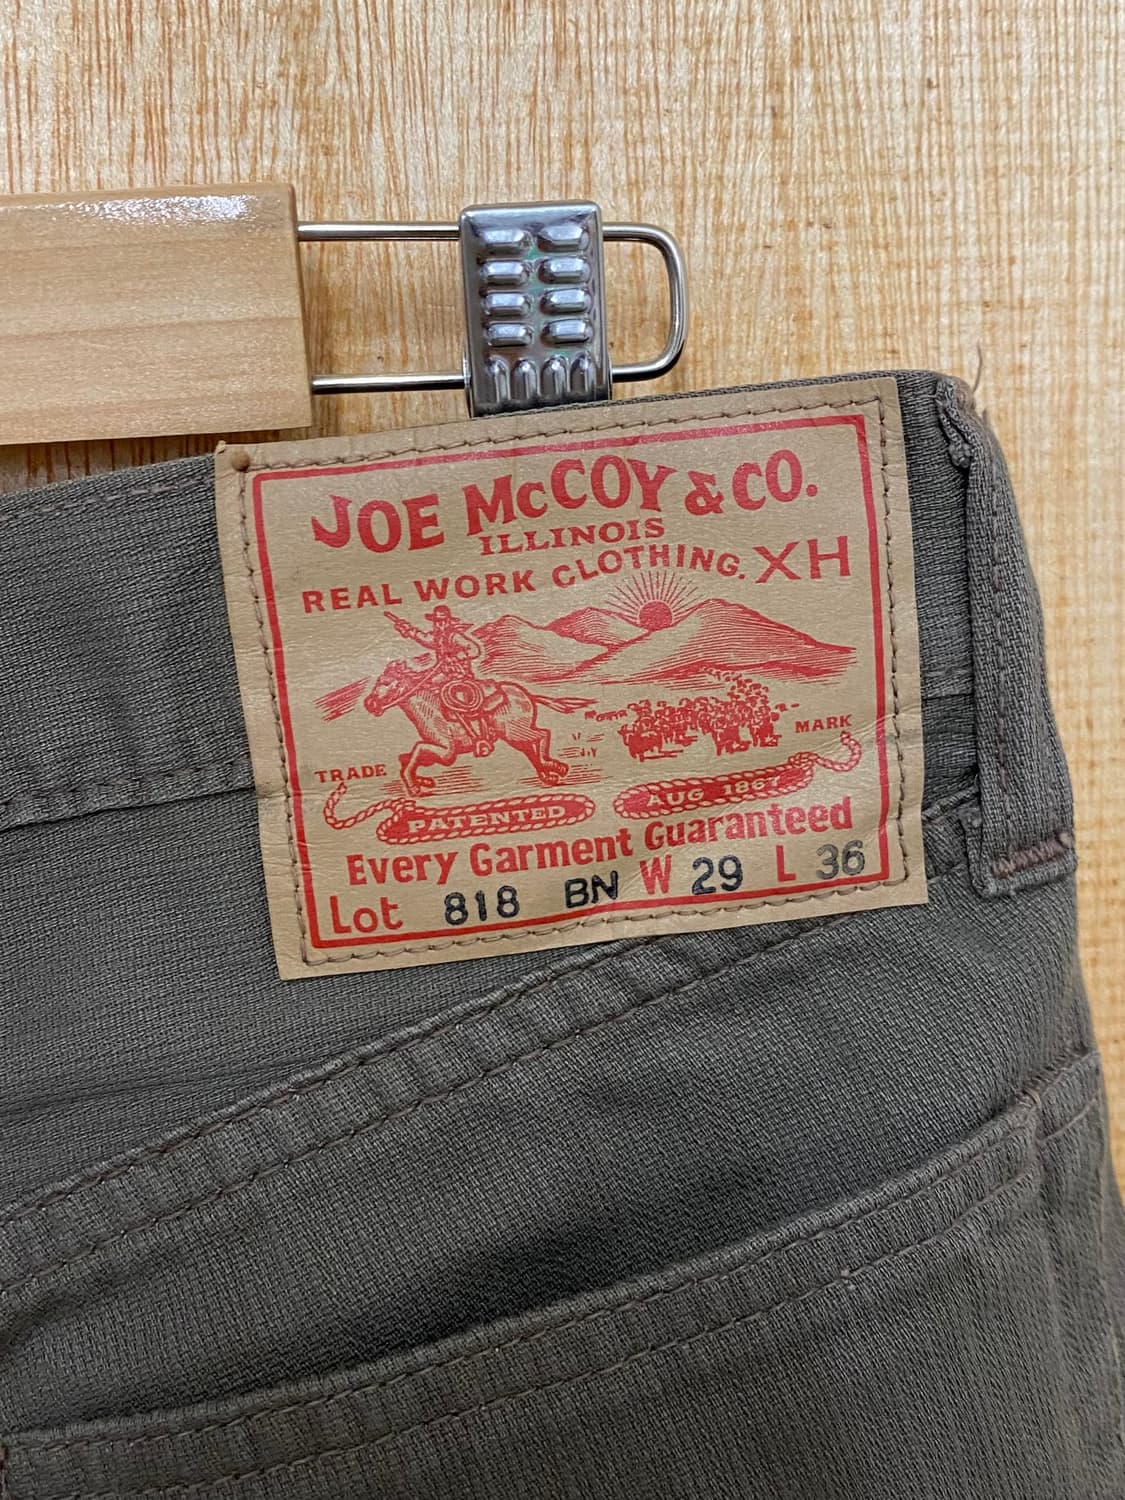 JOE McCOY & CO.
ILLINOIS
REAL WORK CLOTHING. XH
TRADE MARK
PATENTED AUG
Every Garment Guaranteed
Lot 818 BN W 29 L 36